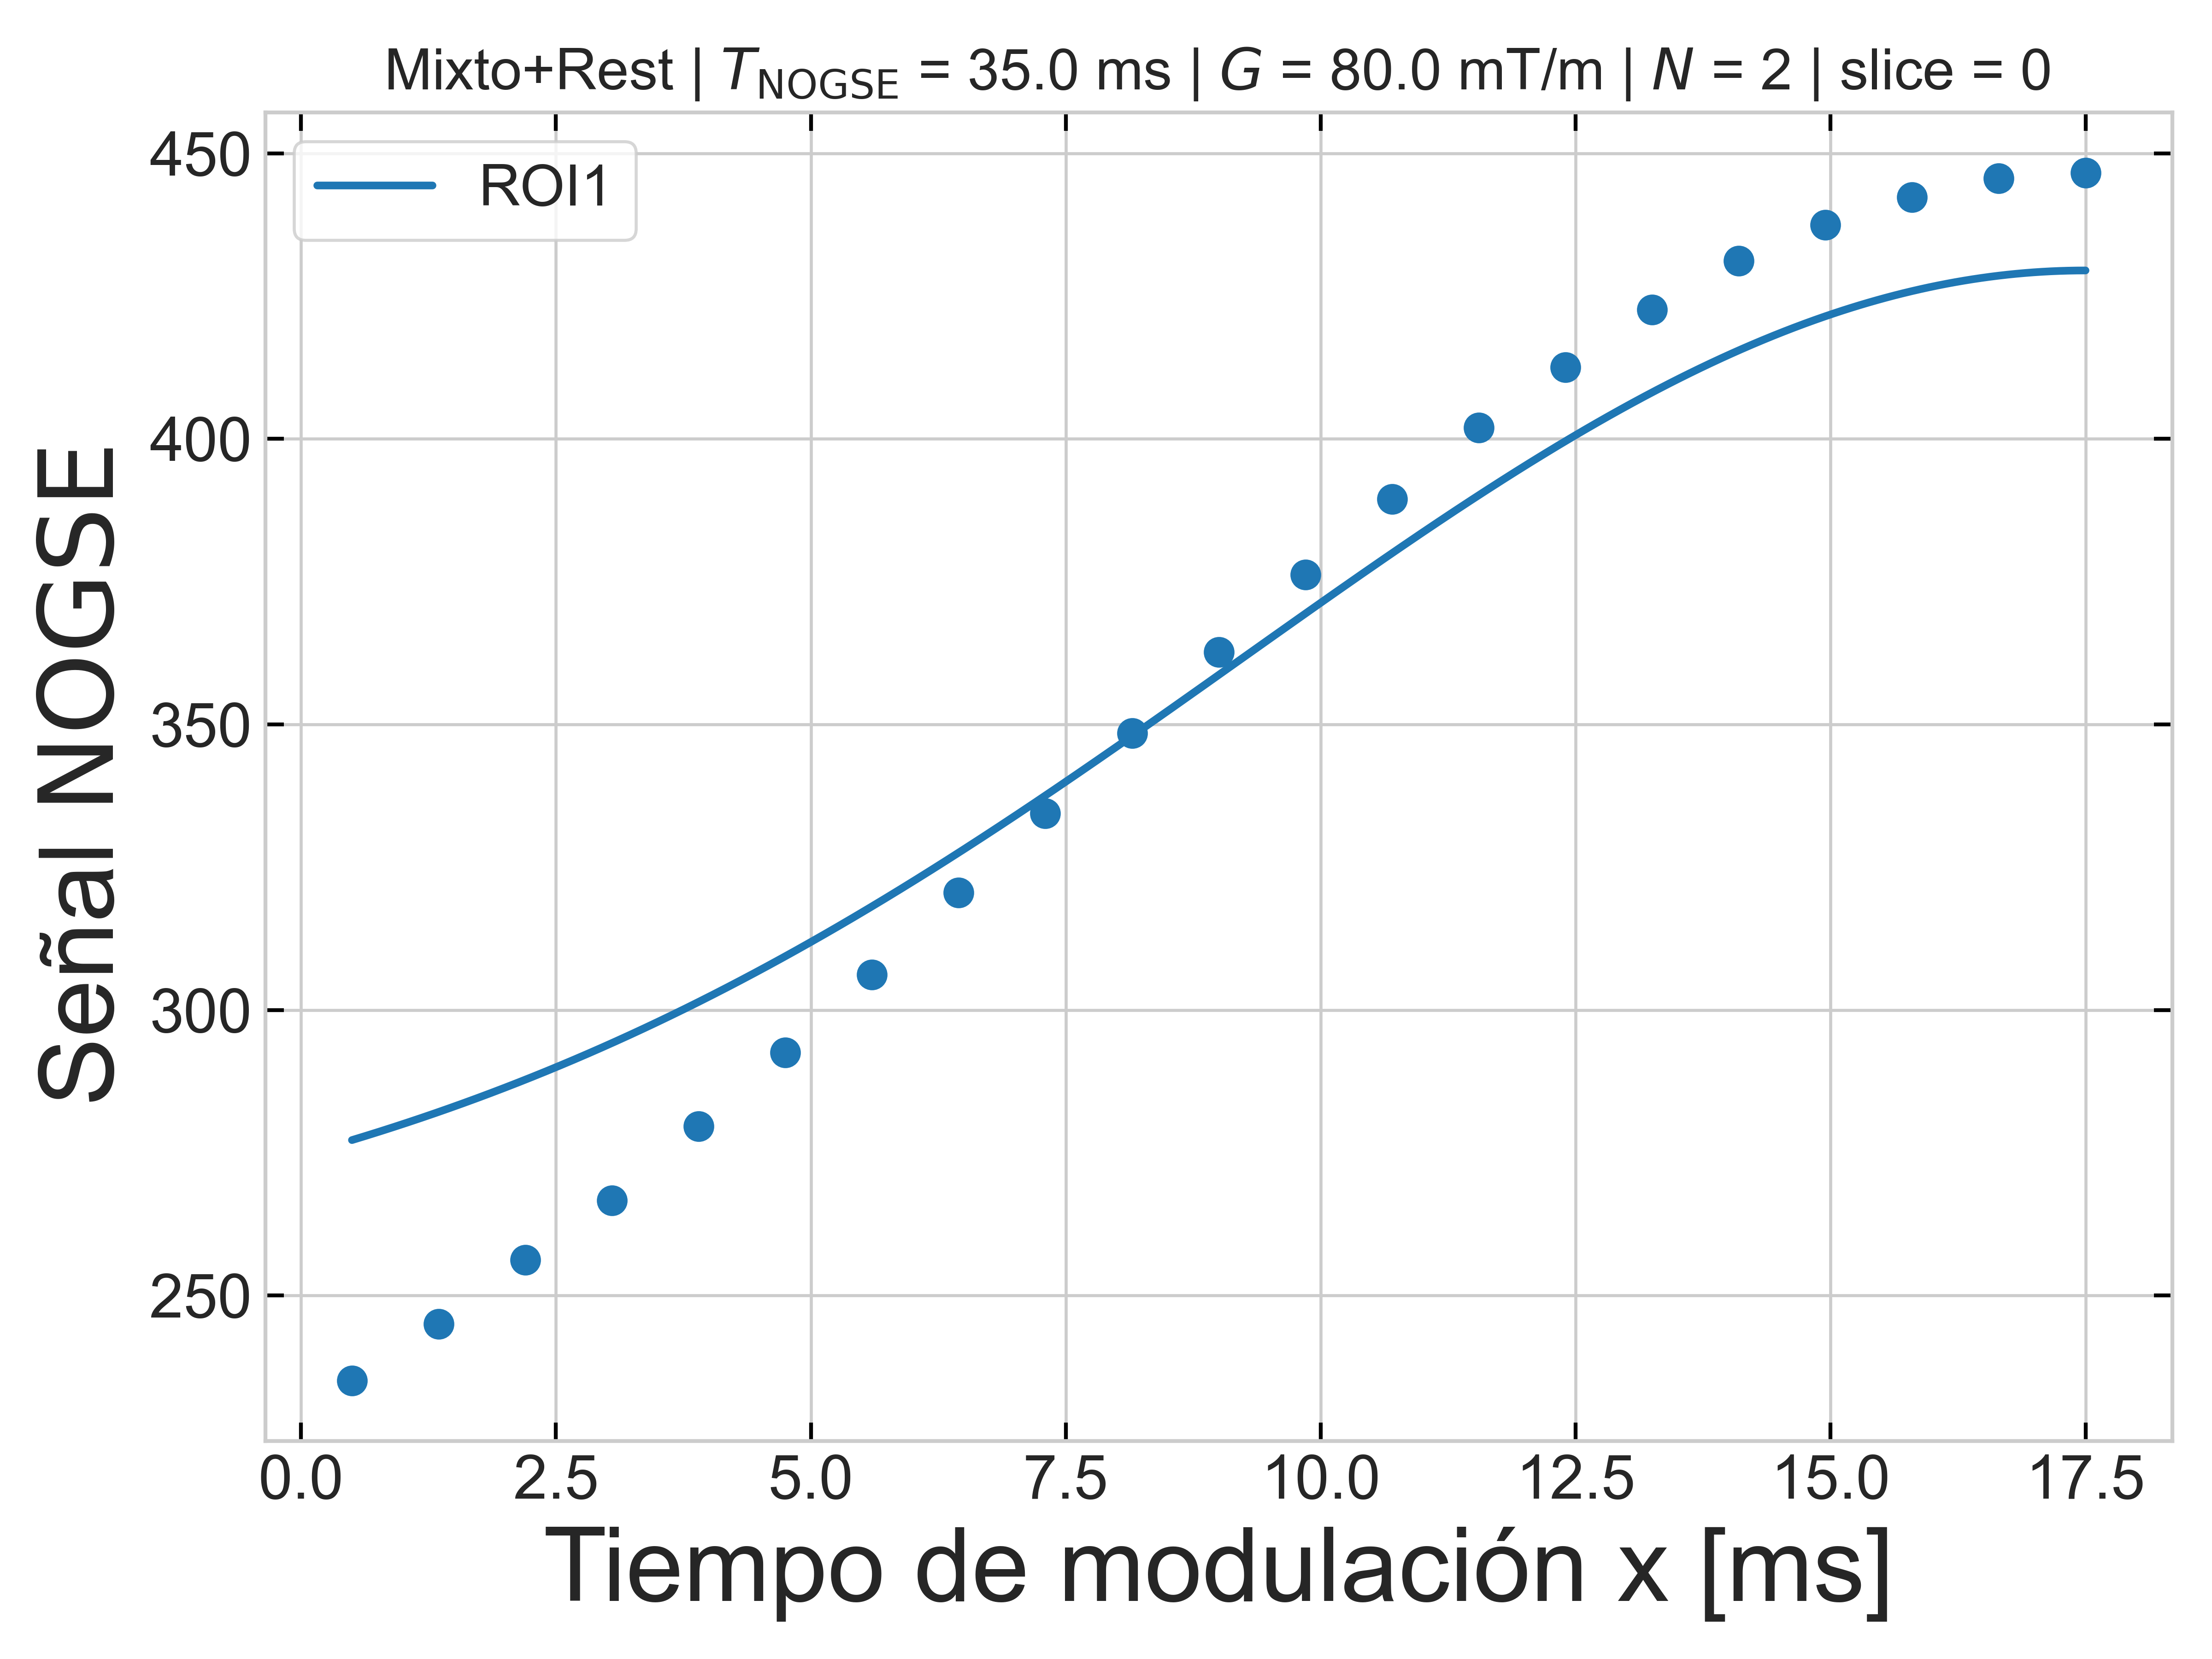 Mixto+Rest | T_NOGSE = 35.0 ms | G = 80.0 mT/m | N = 2 | slice = 0
ROI1
450
400
350
300
250
Señal NOGSE
0.0 2.5 5.0 7.5 10.0 12.5 15.0 17.5
Tiempo de modulación x [ms]